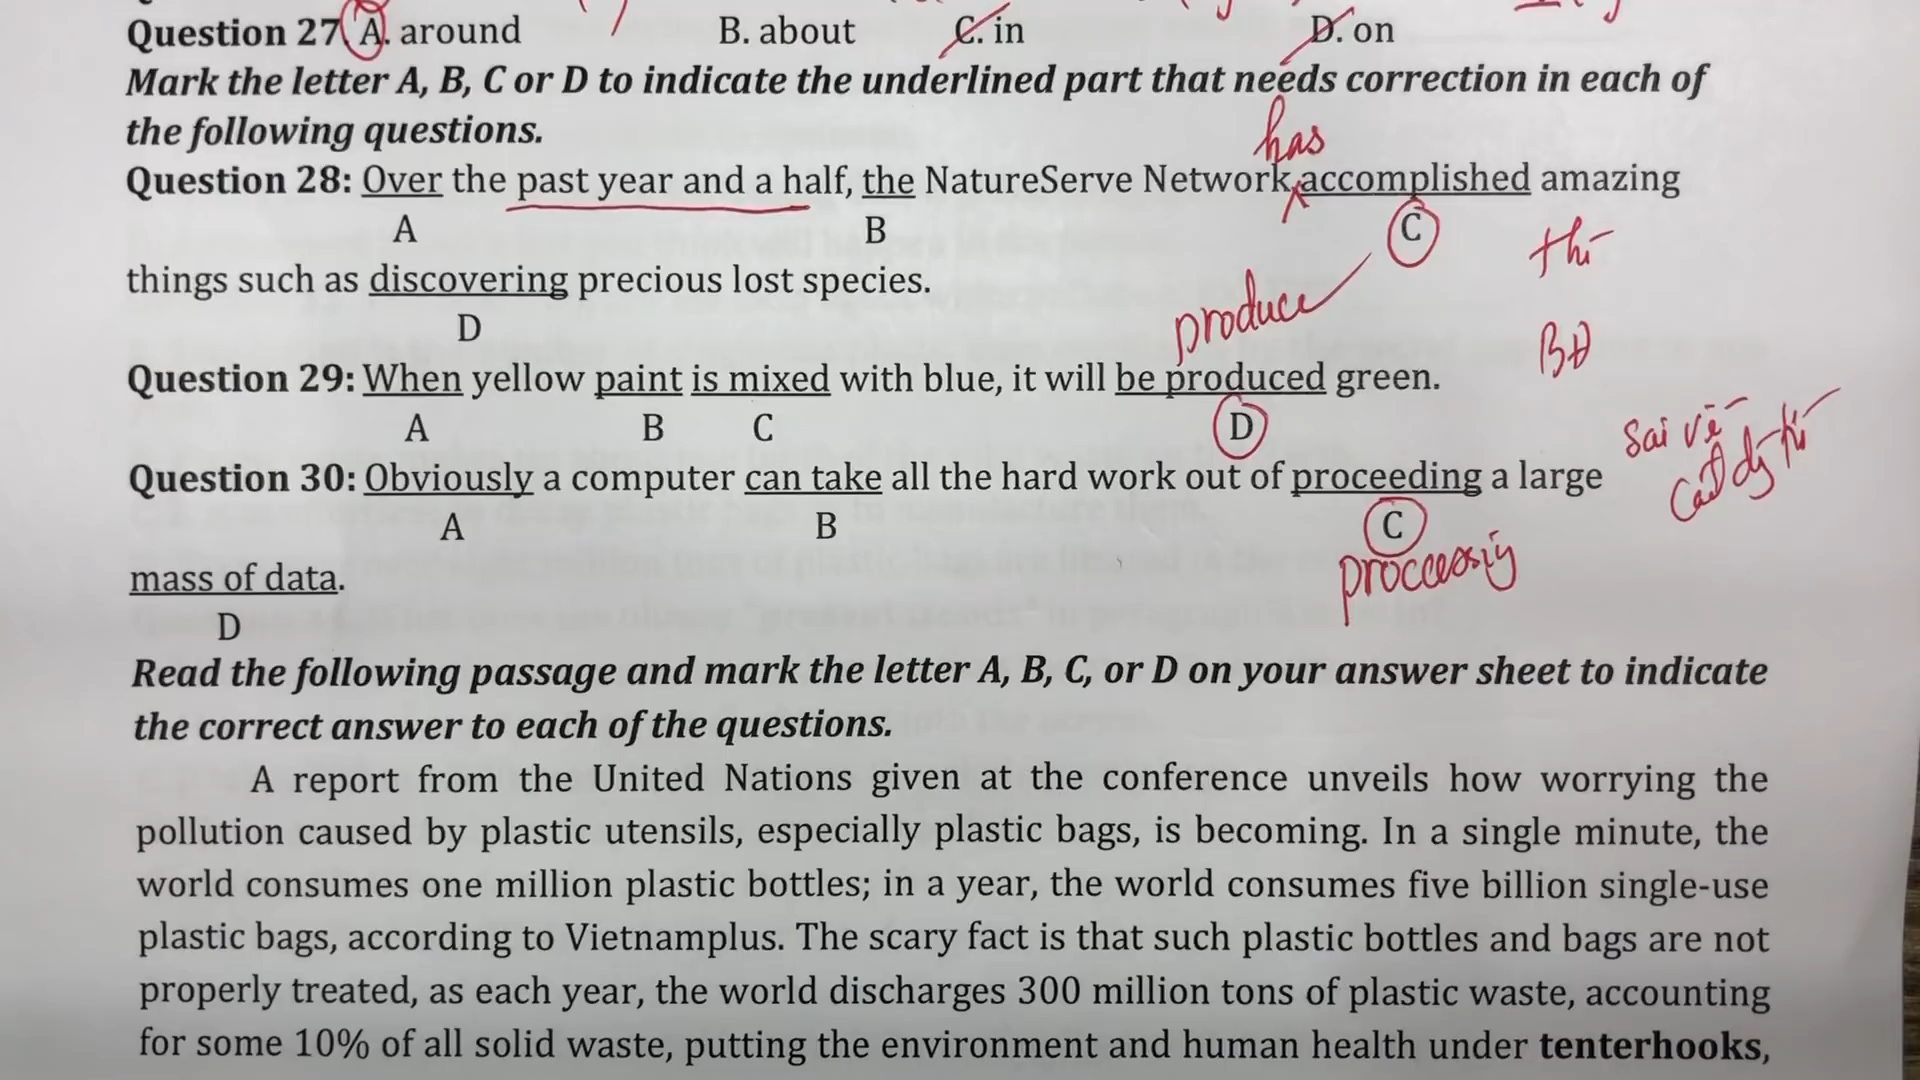 Question 27. A. around B. about C. in D. on
Mark the letter A, B, C or D to indicate the underlined part that needs correction in each of
the following questions.
has
Question 28: Over the past year and a half, the NatureServe Network accomplished amazing
A B C
thì
things such as discovering precious lost species.
D
produce
BĐ
Question 29: When yellow paint is mixed with blue, it will be produced green.
A B C D
sai về
Question 30: Obviously a computer can take all the hard work out of proceeding a large
A B C
mass of data.
D
Read the following passage and mark the letter A, B, C, or D on your answer sheet to indicate
the correct answer to each of the questions.
A report from the United Nations given at the conference unveils how worrying the
pollution caused by plastic utensils, especially plastic bags, is becoming. In a single minute, the
world consumes one million plastic bottles; in a year, the world consumes five billion single-use
plastic bags, according to Vietnamplus. The scary fact is that such plastic bottles and bags are not
properly treated, as each year, the world discharges 300 million tons of plastic waste, accounting
for some 10% of all solid waste, putting the environment and human health under tenterhooks,